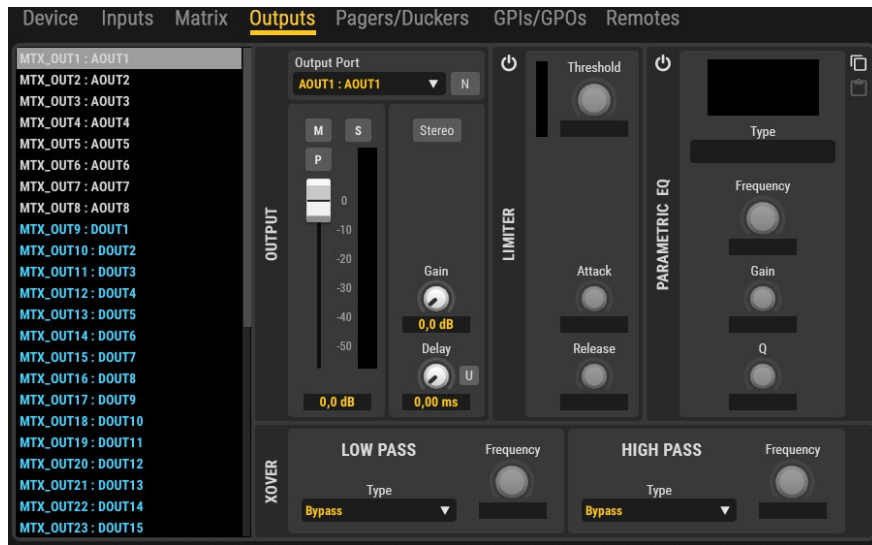 Device Inputs Matrix Outputs Pagers/Duckers GPIs/GPOs Remotes
MTX_OUT1 : AOUT1
MTX_OUT2 : AOUT2
MTX_OUT3 : AOUT3
MTX_OUT4 : AOUT4
MTX_OUT5 : AOUT5
MTX_OUT6 : AOUT6
MTX_OUT7 : AOUT7
MTX_OUT8 : AOUT8
MTX_OUT9 : DOUT1
MTX_OUT10 : DOUT2
MTX_OUT11 : DOUT3
MTX_OUT12 : DOUT4
MTX_OUT13 : DOUT5
MTX_OUT14 : DOUT6
MTX_OUT15 : DOUT7
MTX_OUT16 : DOUT8
MTX_OUT17 : DOUT9
MTX_OUT18 : DOUT10
MTX_OUT19 : DOUT11
MTX_OUT20 : DOUT12
MTX_OUT21 : DOUT13
MTX_OUT22 : DOUT14
MTX_OUT23 : DOUT15
OUTPUT
Output Port
AOUT1 : AOUT1 N
M S
P
0
-10
-20
-30
-40
-50
0,0 dB
Stereo
Gain
0,0 dB
Delay
U
0,00 ms
LIMITER
Threshold
Attack
Release
PARAMETRIC EQ
Type
Frequency
Gain
Q
XOVER
LOW PASS
Type
Bypass
Frequency
HIGH PASS
Type
Bypass
Frequency